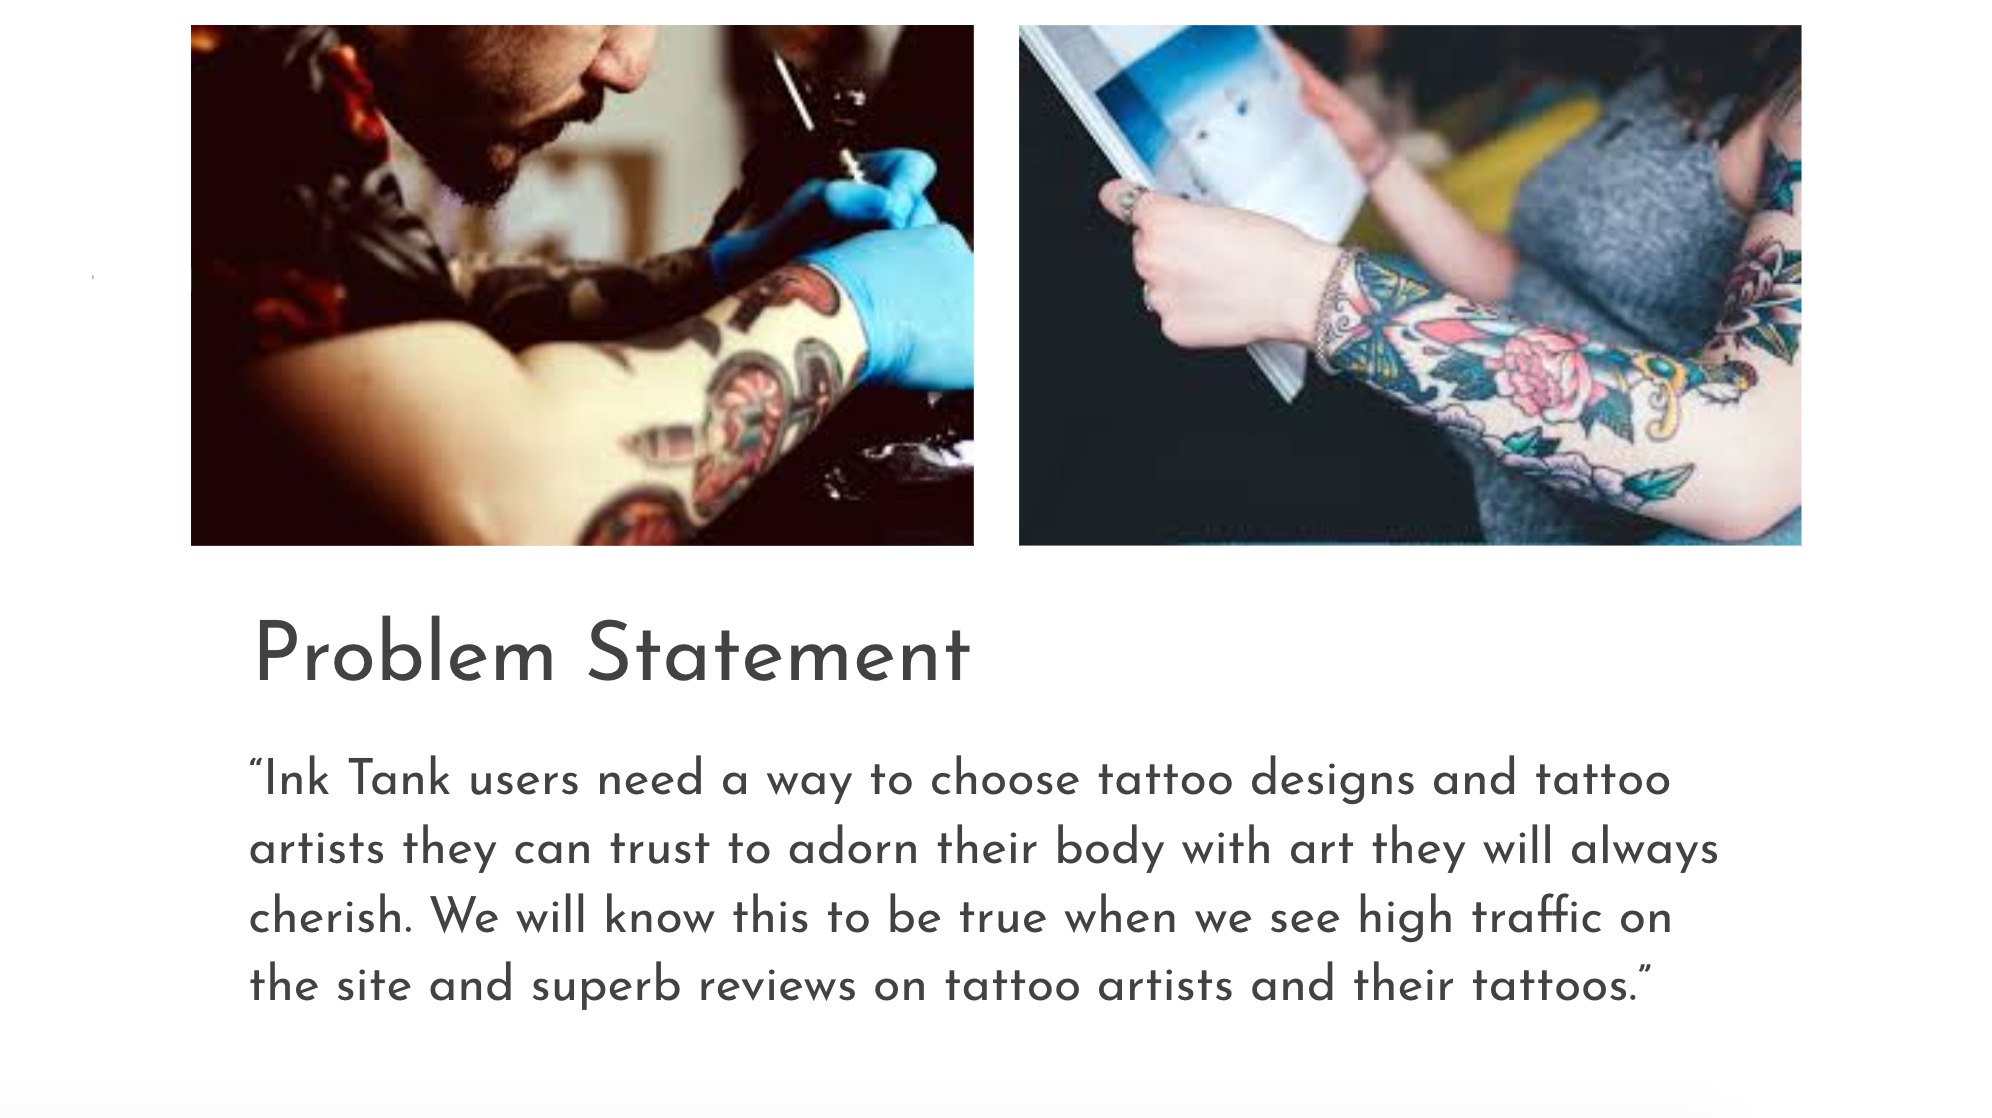 Problem Statement
“Ink Tank users need a way to choose tattoo designs and tattoo
artists they can trust to adorn their body with art they will always
cherish. We will know this to be true when we see high traffic on
the site and superb reviews on tattoo artists and their tattoos.”